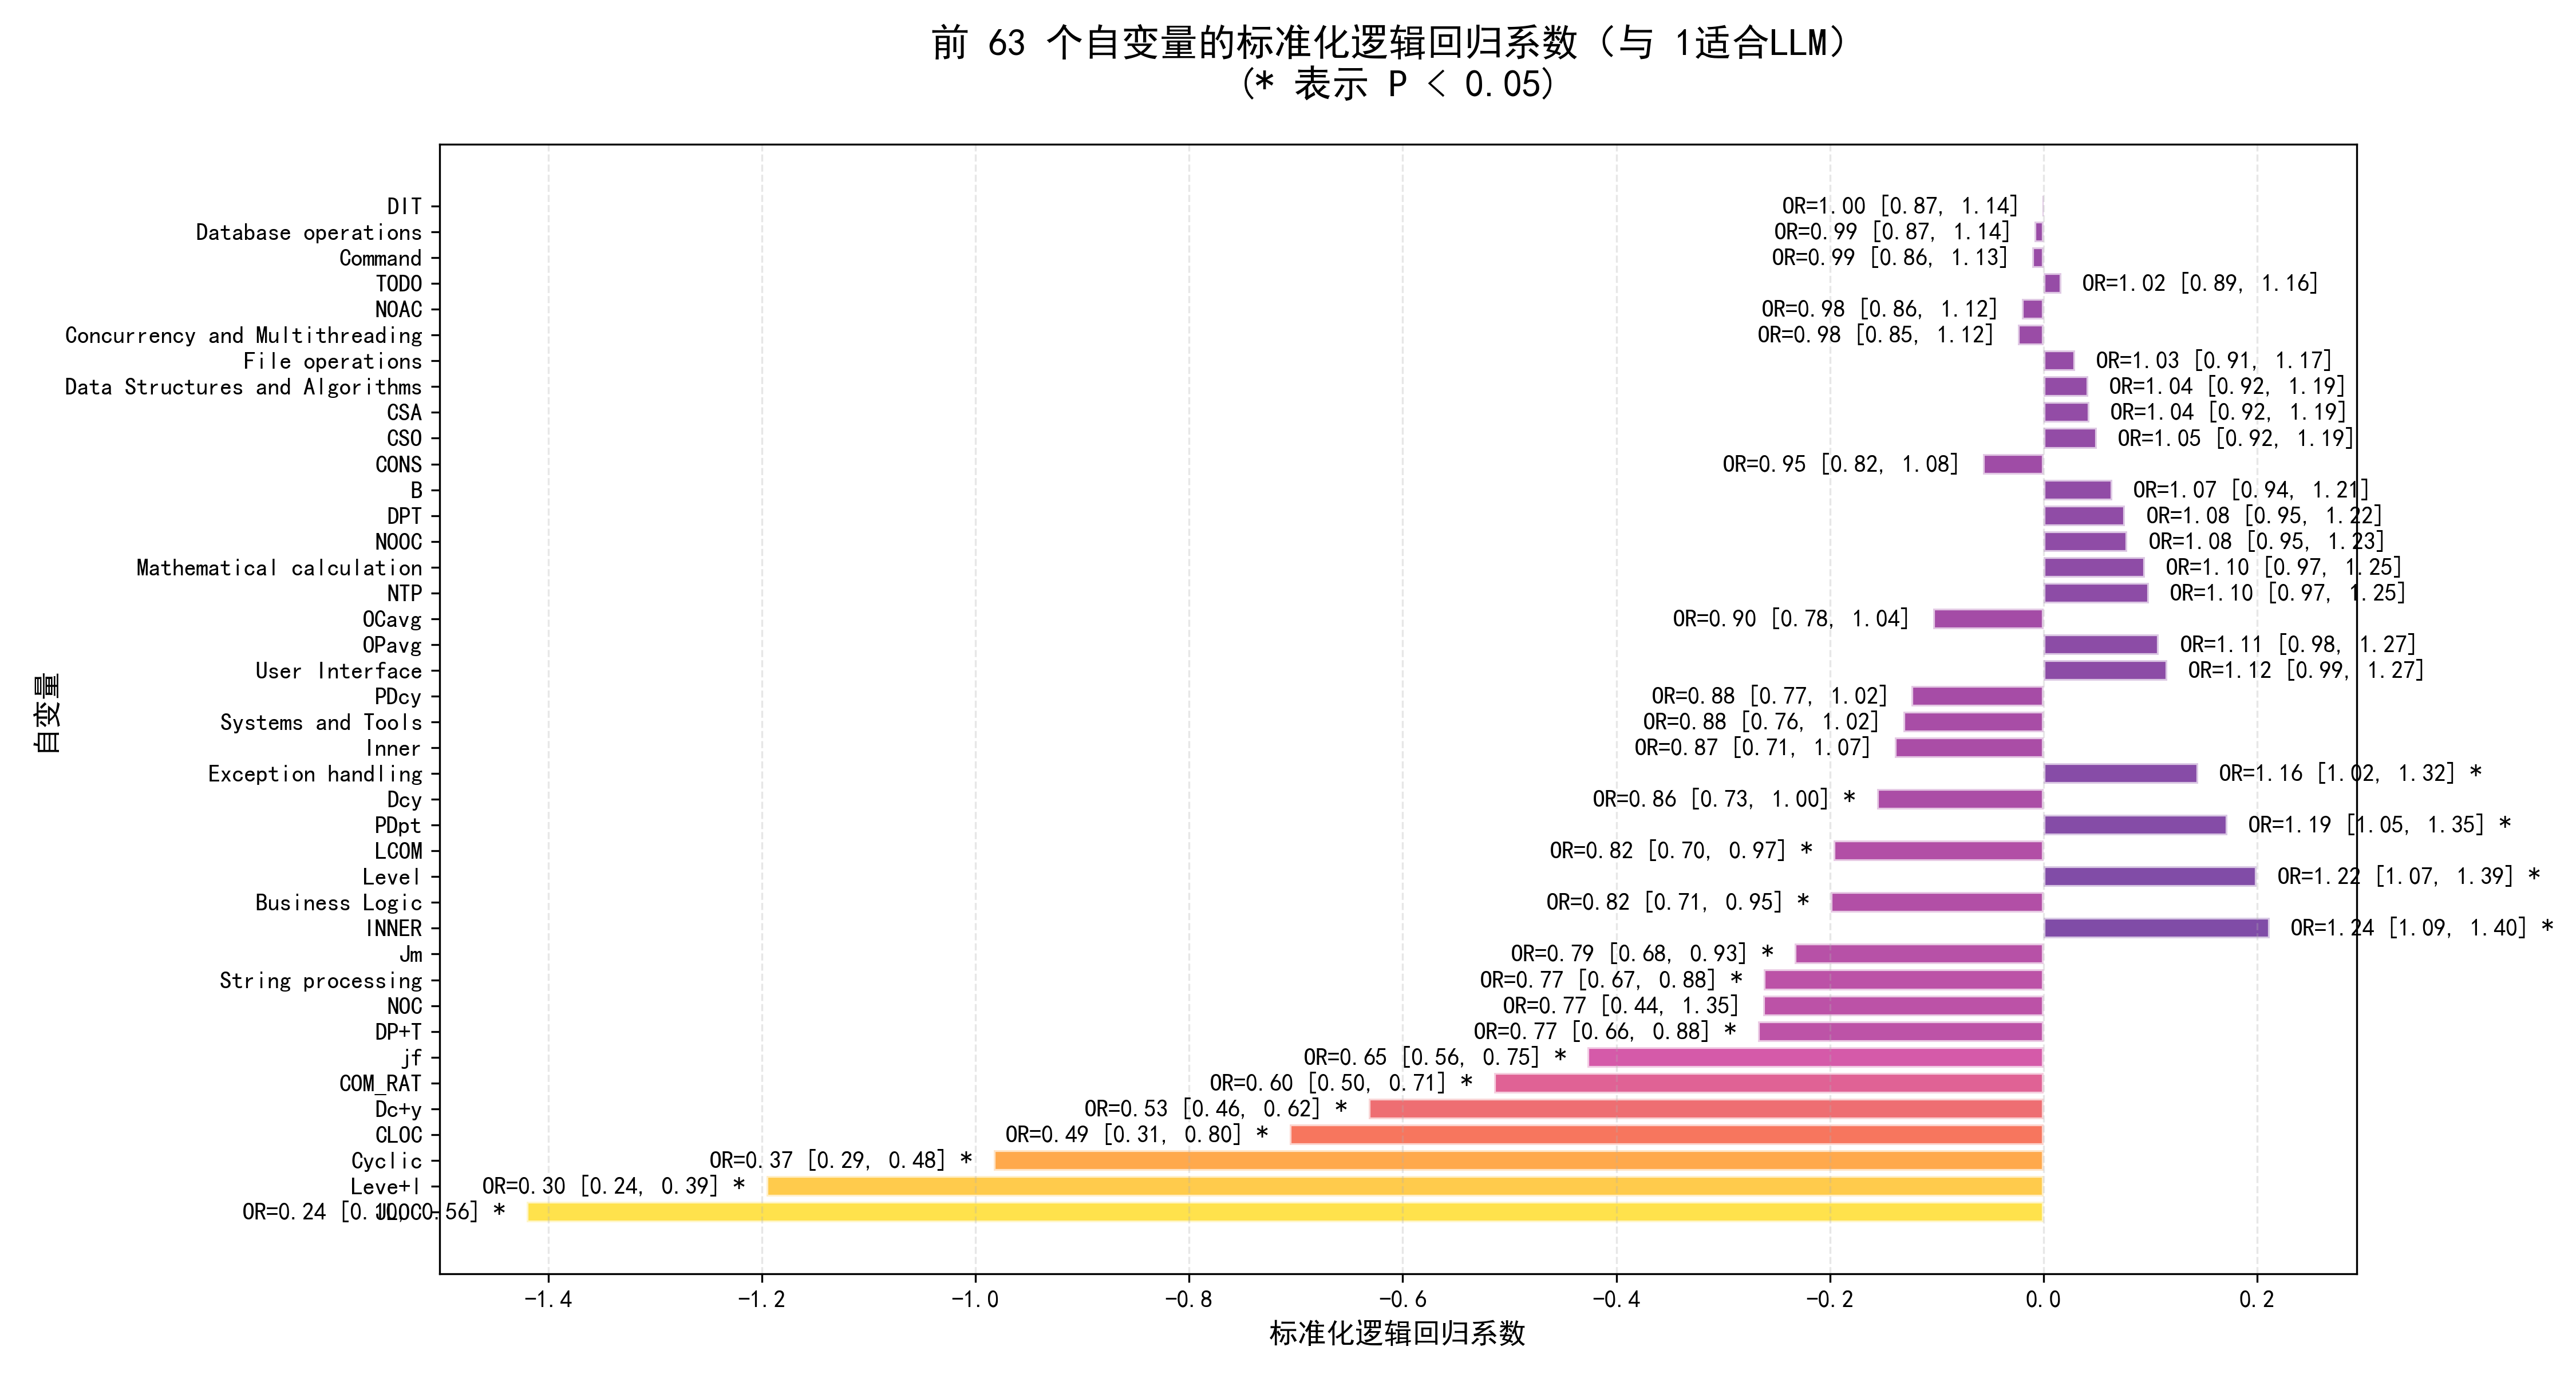 前 63 个自变量的标准化逻辑回归系数（与 1适合LLM）
(* 表示 P < 0.05)
自变量
DIT OR=1.00 [0.87, 1.14]
Database operations OR=0.99 [0.87, 1.14]
Command OR=0.99 [0.86, 1.13]
TODO OR=1.02 [0.89, 1.16]
NOAC OR=0.98 [0.86, 1.12]
Concurrency and Multithreading OR=0.98 [0.85, 1.12]
File operations OR=1.03 [0.91, 1.17]
Data Structures and Algorithms OR=1.04 [0.92, 1.19]
CSA OR=1.04 [0.92, 1.19]
CSO OR=1.05 [0.92, 1.19]
CONS OR=0.95 [0.82, 1.08]
B OR=1.07 [0.94, 1.21]
DPT OR=1.08 [0.95, 1.22]
NOOC OR=1.08 [0.95, 1.23]
Mathematical calculation OR=1.10 [0.97, 1.25]
NTP OR=1.10 [0.97, 1.25]
OCavg OR=0.90 [0.78, 1.04]
OPavg OR=1.11 [0.98, 1.27]
User Interface OR=1.12 [0.99, 1.27]
PDcy OR=0.88 [0.77, 1.02]
Systems and Tools OR=0.88 [0.76, 1.02]
Inner OR=0.87 [0.71, 1.07]
Exception handling OR=1.16 [1.02, 1.32] *
Dcy OR=0.86 [0.73, 1.00] *
PDpt OR=1.19 [1.05, 1.35] *
LCOM OR=0.82 [0.70, 0.97] *
Level OR=1.22 [1.07, 1.39] *
Business Logic OR=0.82 [0.71, 0.95] *
INNER OR=1.24 [1.09, 1.40] *
Jm OR=0.79 [0.68, 0.93] *
String processing OR=0.77 [0.67, 0.88] *
NOC OR=0.77 [0.44, 1.35]
DP+T OR=0.77 [0.66, 0.88] *
jf OR=0.65 [0.56, 0.75] *
COM_RAT OR=0.60 [0.50, 0.71] *
Dc+y OR=0.53 [0.46, 0.62] *
CLOC OR=0.49 [0.31, 0.80] *
Cyclic OR=0.37 [0.29, 0.48] *
Leve+l OR=0.30 [0.24, 0.39] *
OR=0.24 *
-1.4 -1.2 -1.0 -0.8 -0.6 -0.4 -0.2 0.0 0.2
标准化逻辑回归系数